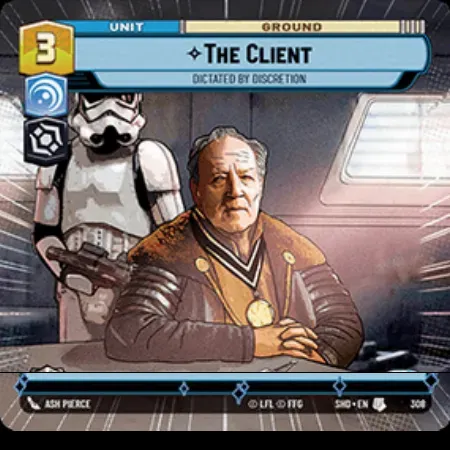 UNIT GROUND
3
THE CLIENT
DICTATED BY DISCRETION
ASH PIERCE © LFL © FFG SHD • EN 308